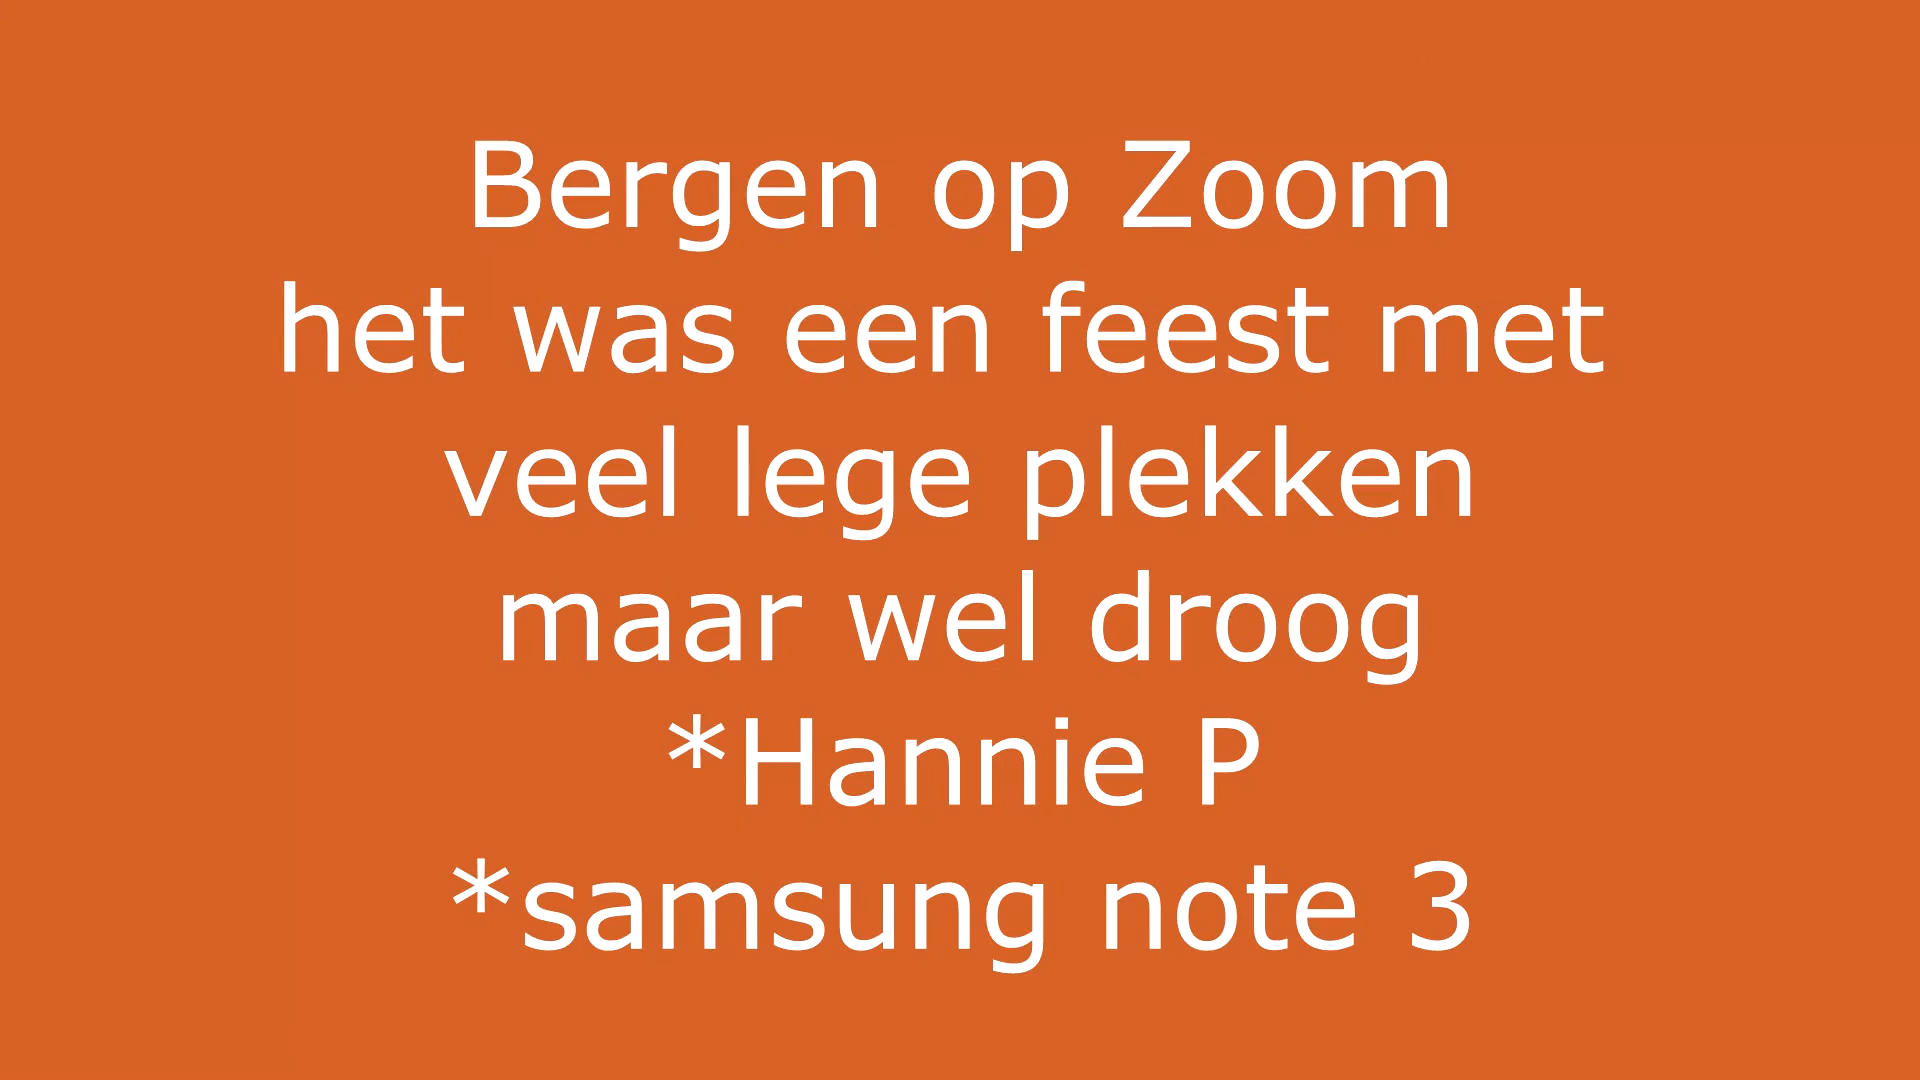 Bergen op Zoom
het was een feest met
veel lege plekken
maar wel droog
*Hannie P
*samsung note 3